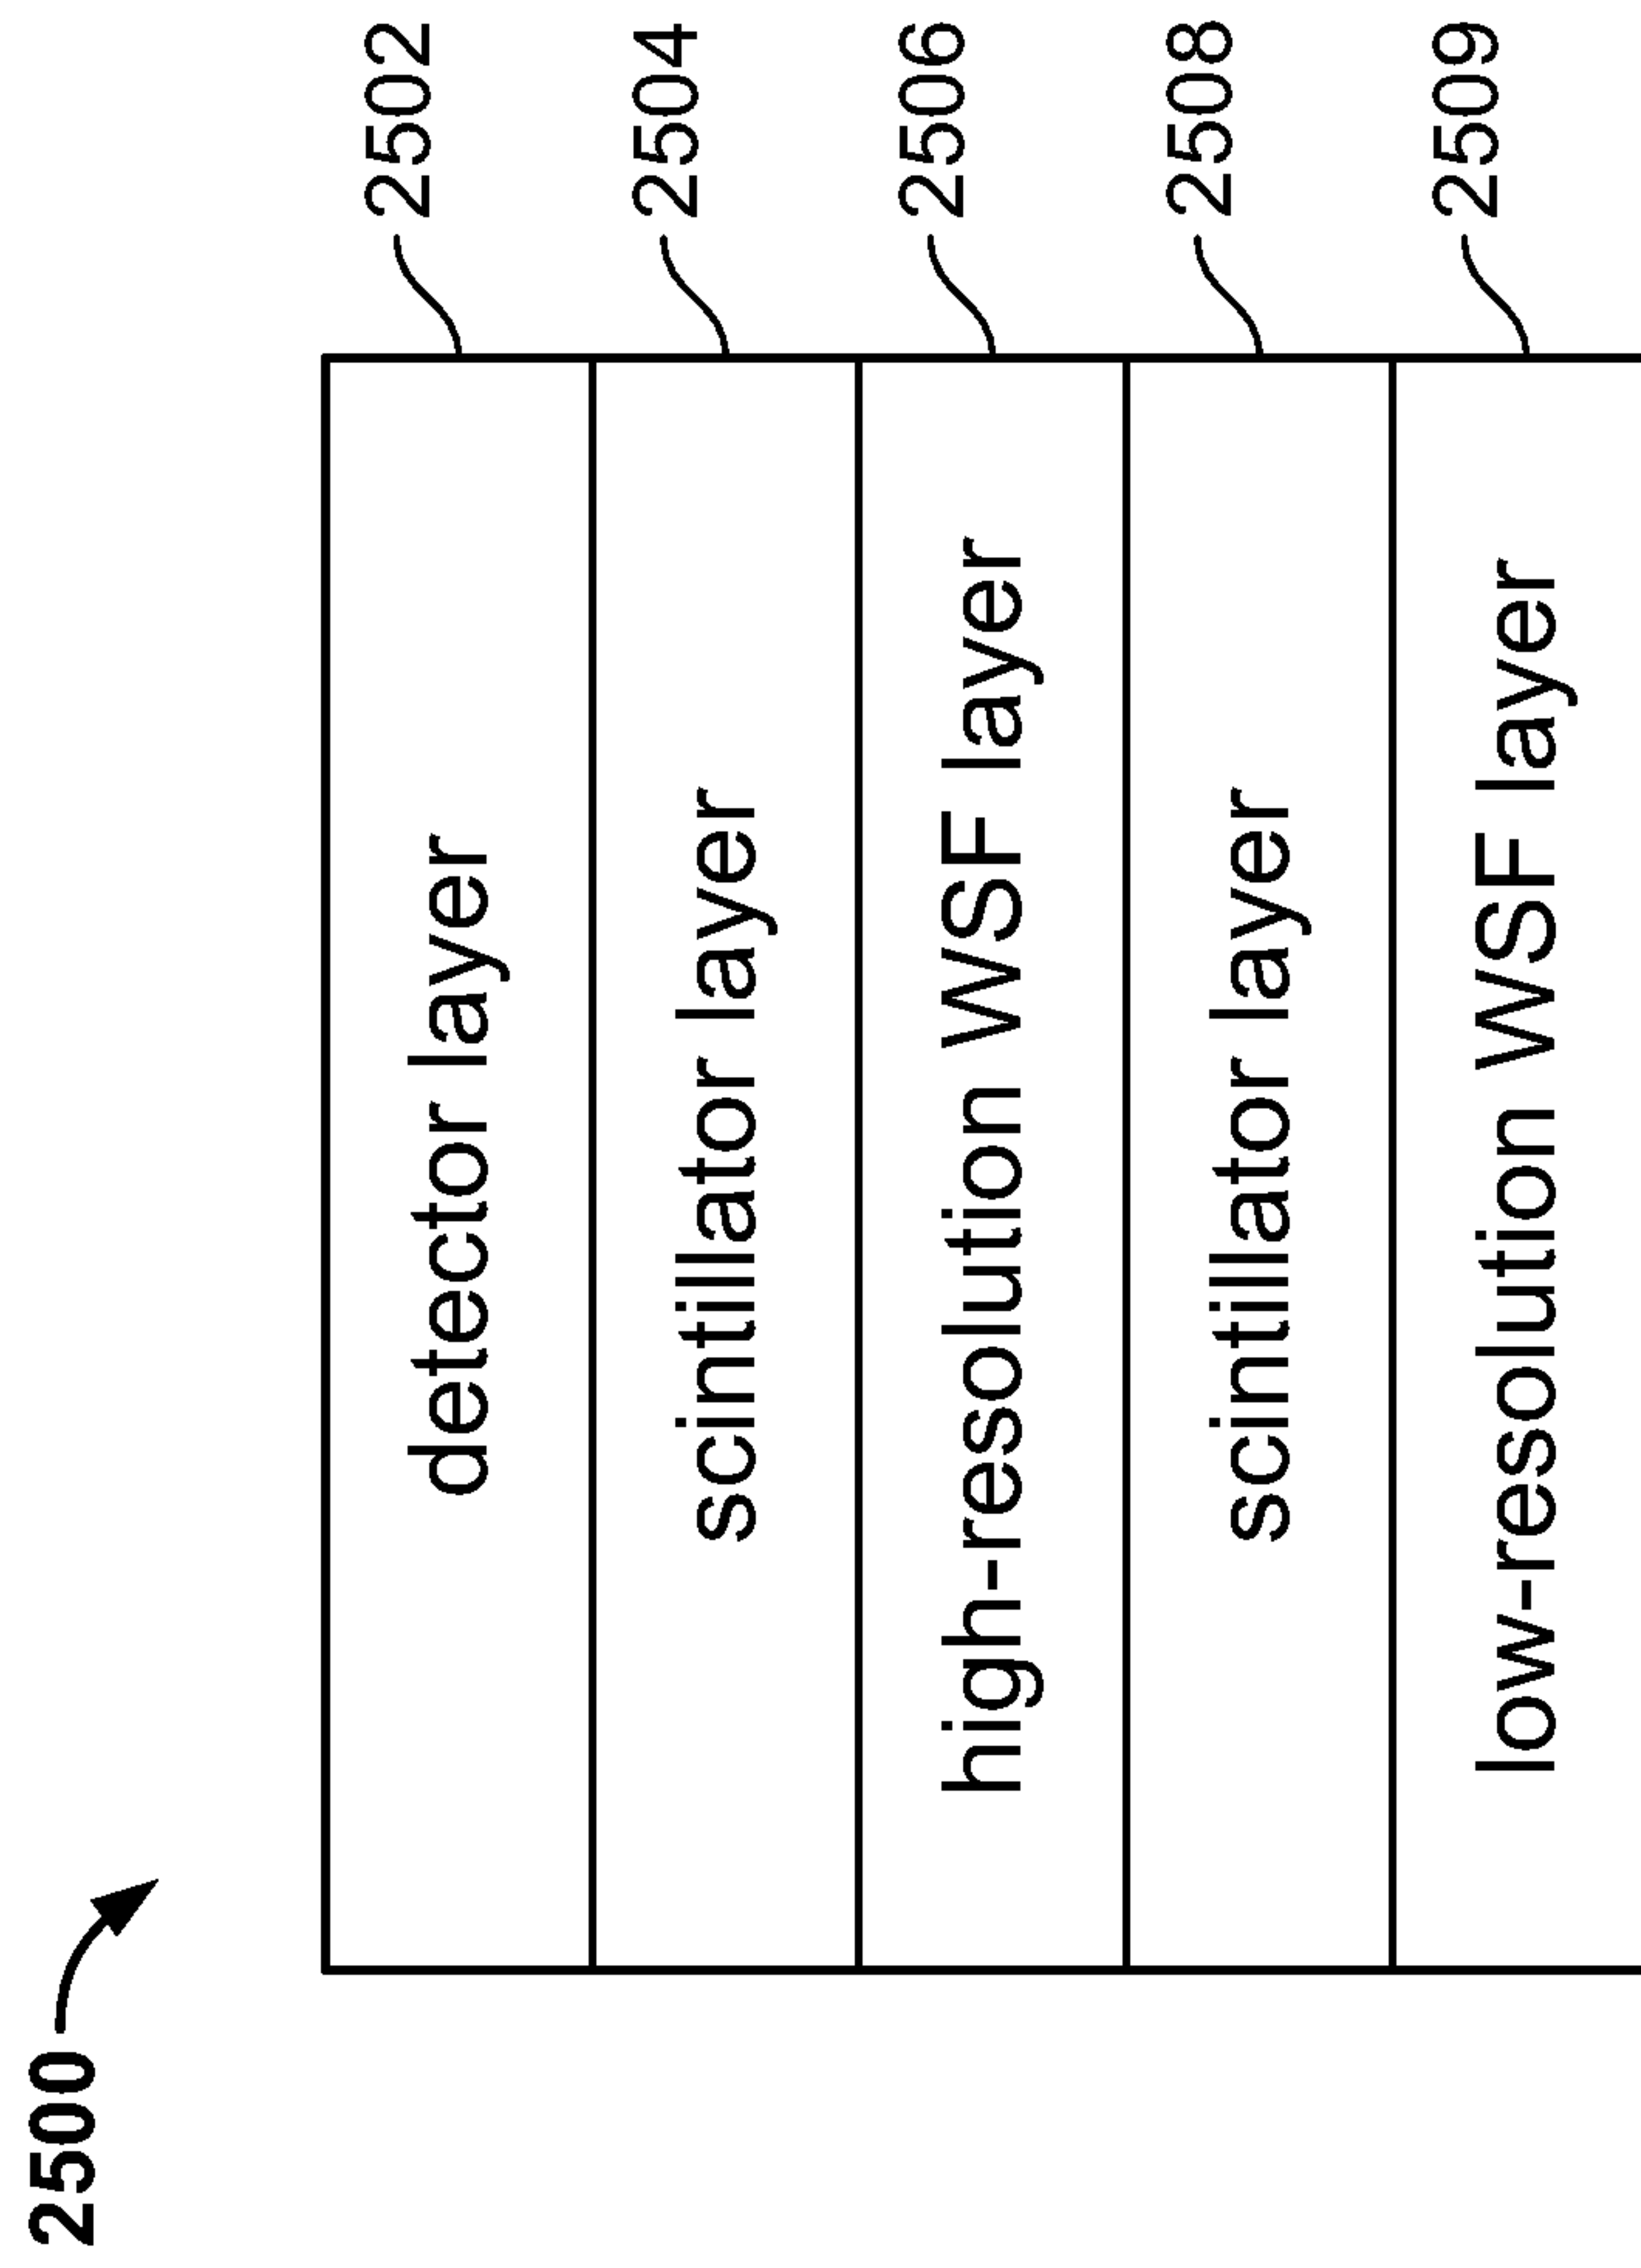 2500
detector layer 2502
scintillator layer 2504
high-resolution WSF layer 2506
scintillator layer 2508
low-resolution WSF layer 2509